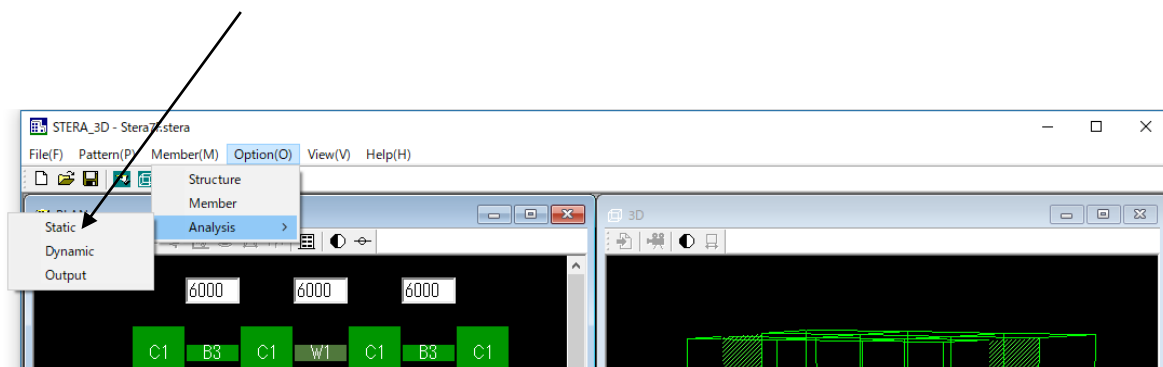 STERA_3D - Stera7F.stera
File(F) Pattern(P) Member(M) Option(O) View(V) Help(H)
Structure
Member
Analysis
Static
Dynamic
Output
3D
6000 6000 6000
C1 B3 C1 W1 C1 B3 C1